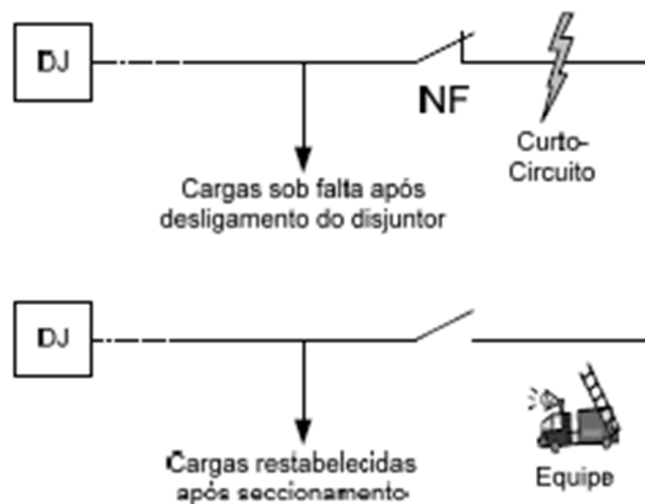 DJ
NF
Curto-
Circuito
Cargas sob falta após
desligamento do disjuntor
DJ
Cargas restabelecidas
após seccionamento
Equipe